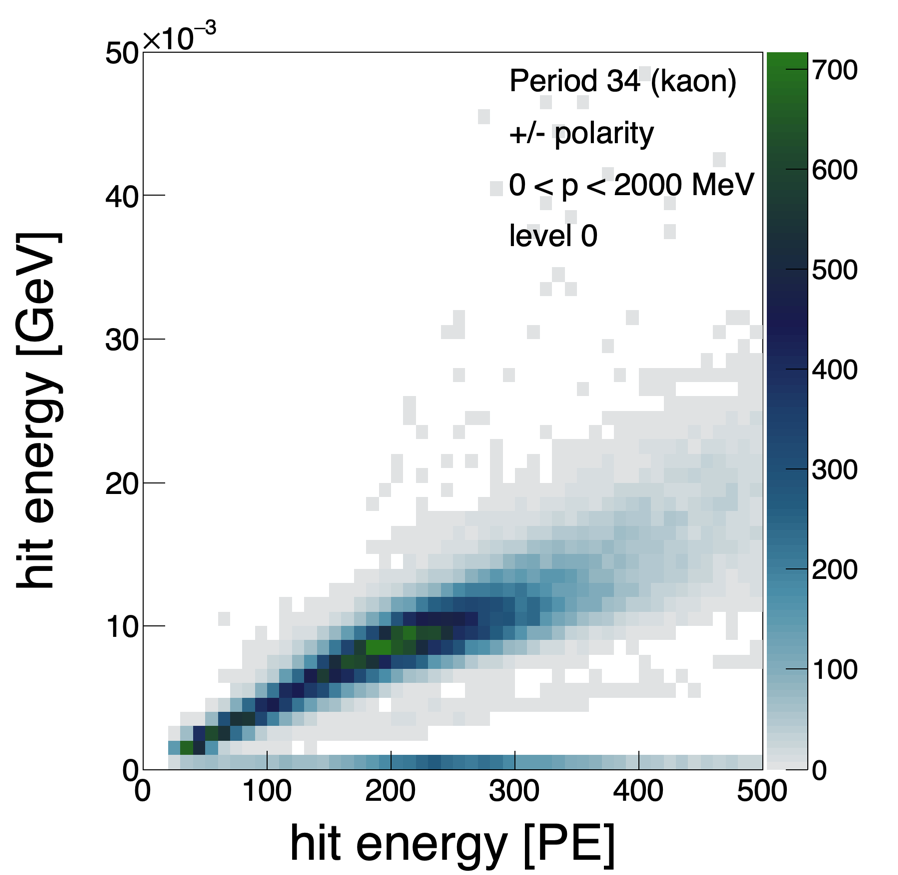 ×10⁻³
50
40
30
20
10
0
hit energy [GeV]
Period 34 (kaon)
+/- polarity
0 < p < 2000 MeV
level 0
700
600
500
400
300
200
100
0
0 100 200 300 400 500
hit energy [PE]